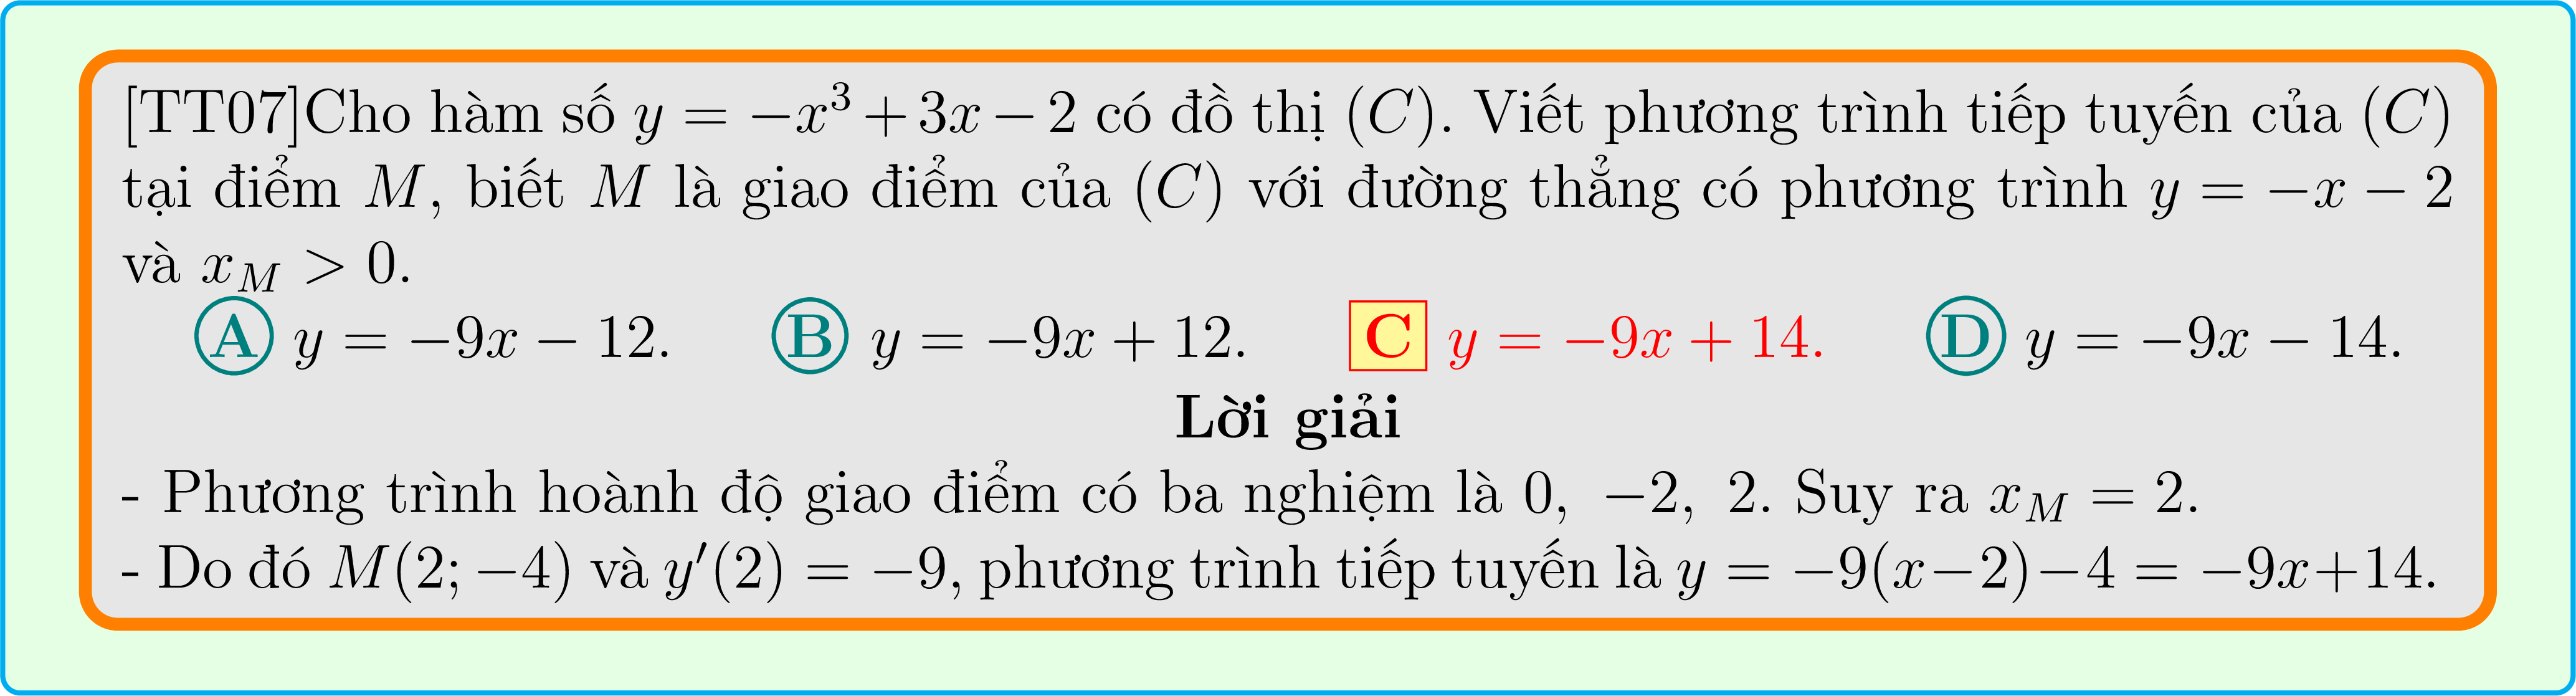 [TT07]Cho hàm số y = −x³ + 3x − 2 có đồ thị (C). Viết phương trình tiếp tuyến của (C)
tại điểm M, biết M là giao điểm của (C) với đường thẳng có phương trình y = −x − 2
và x_M > 0.
A y = −9x − 12. B y = −9x + 12. C y = −9x + 14. D y = −9x − 14.
Lời giải
- Phương trình hoành độ giao điểm có ba nghiệm là 0, −2, 2. Suy ra x_M = 2.
- Do đó M(2; −4) và y′(2) = −9, phương trình tiếp tuyến là y = −9(x−2)−4 = −9x+14.